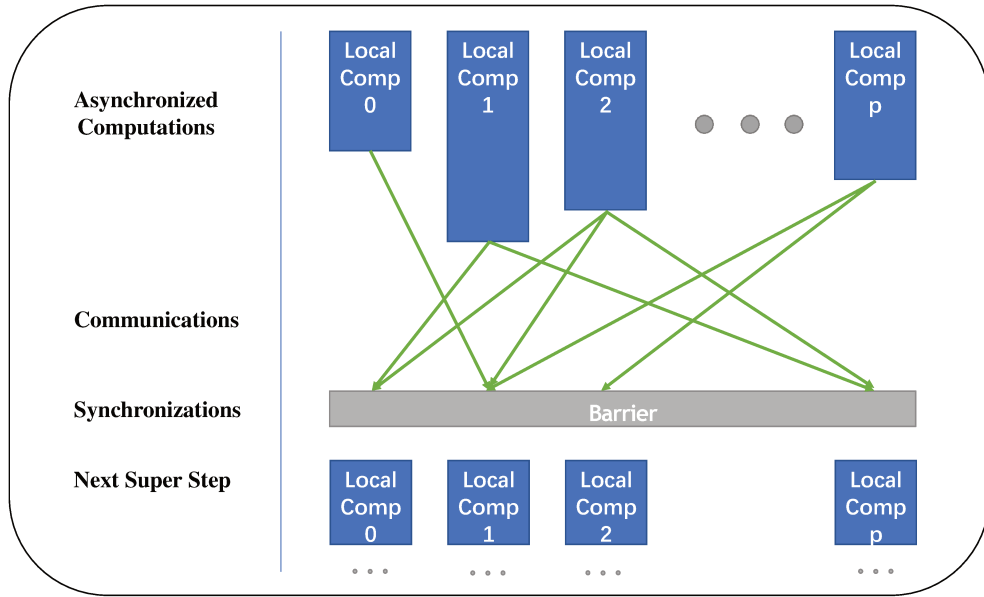 Asynchronized
Computations
Local
Comp
0
Local
Comp
1
Local
Comp
2
Local
Comp
p
Communications
Synchronizations
Barrier
Next Super Step
Local
Comp
0
Local
Comp
1
Local
Comp
2
Local
Comp
p